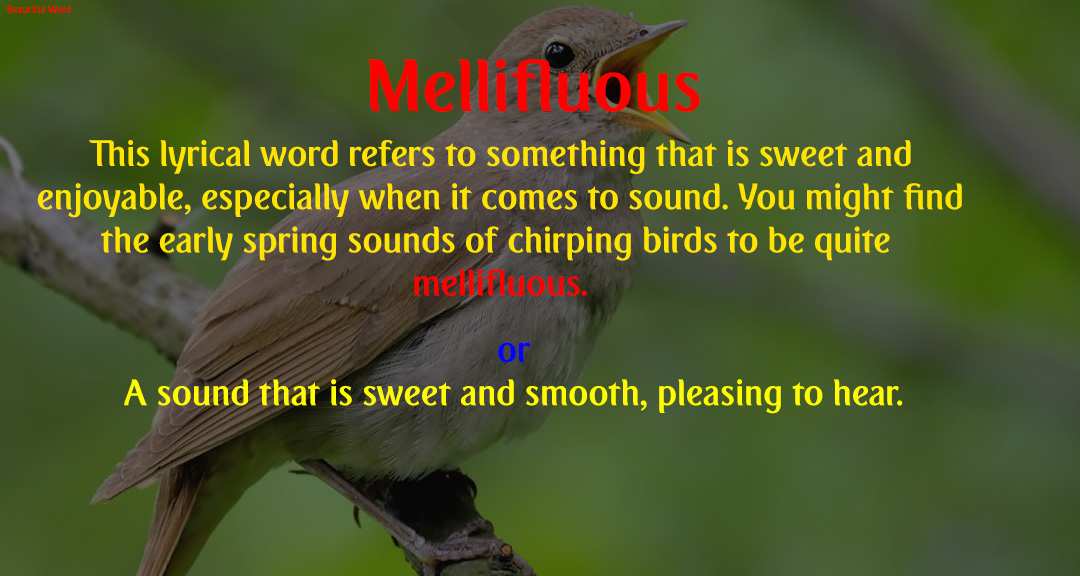 Beautiful Word
Mellifluous
This lyrical word refers to something that is sweet and
enjoyable, especially when it comes to sound. You might find
the early spring sounds of chirping birds to be quite
mellifluous.
or
A sound that is sweet and smooth, pleasing to hear.